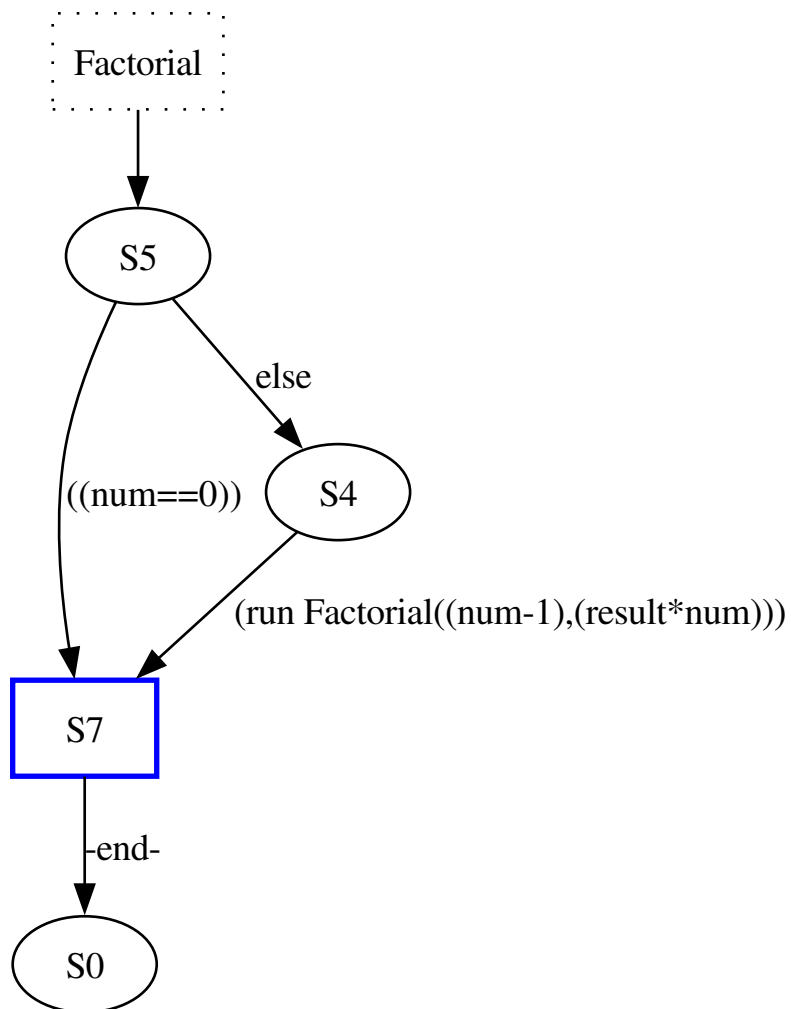 Factorial
S5
else
((num==0))
S4
(run Factorial((num-1),(result*num)))
S7
-end-
S0